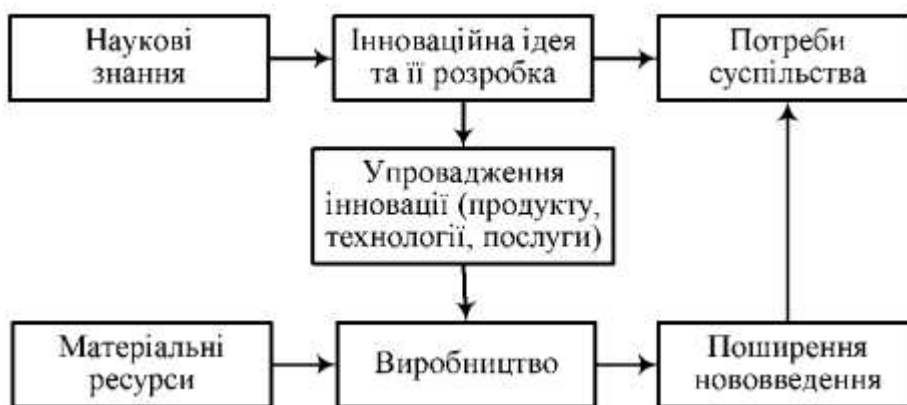 Наукові
знання
Інноваційна ідея
та її розробка
Потреби
суспільства
Упровадження
інновації (продукту,
технології, послуги)
Матеріальні
ресурси
Виробництво
Поширення
нововведення